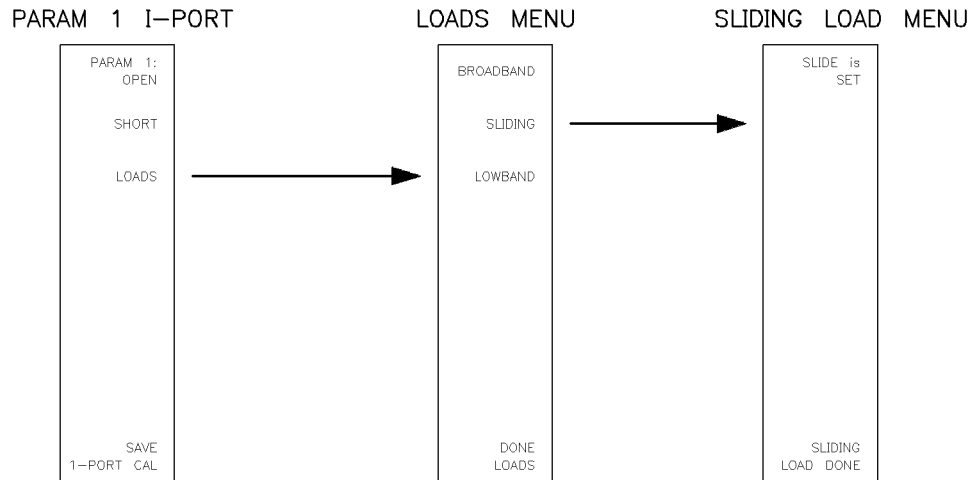 PARAM 1 I-PORT
PARAM 1:
OPEN
SHORT
LOADS
SAVE
1-PORT CAL
LOADS MENU
BROADBAND
SLIDING
LOWBAND
DONE
LOADS
SLIDING LOAD MENU
SLIDE is
SET
SLIDING
LOAD DONE